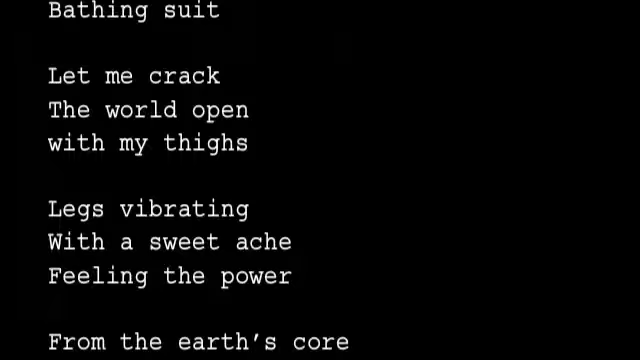 Bathing suit
Let me crack
The world open
with my thighs
Legs vibrating
With a sweet ache
Feeling the power
From the earth’s core